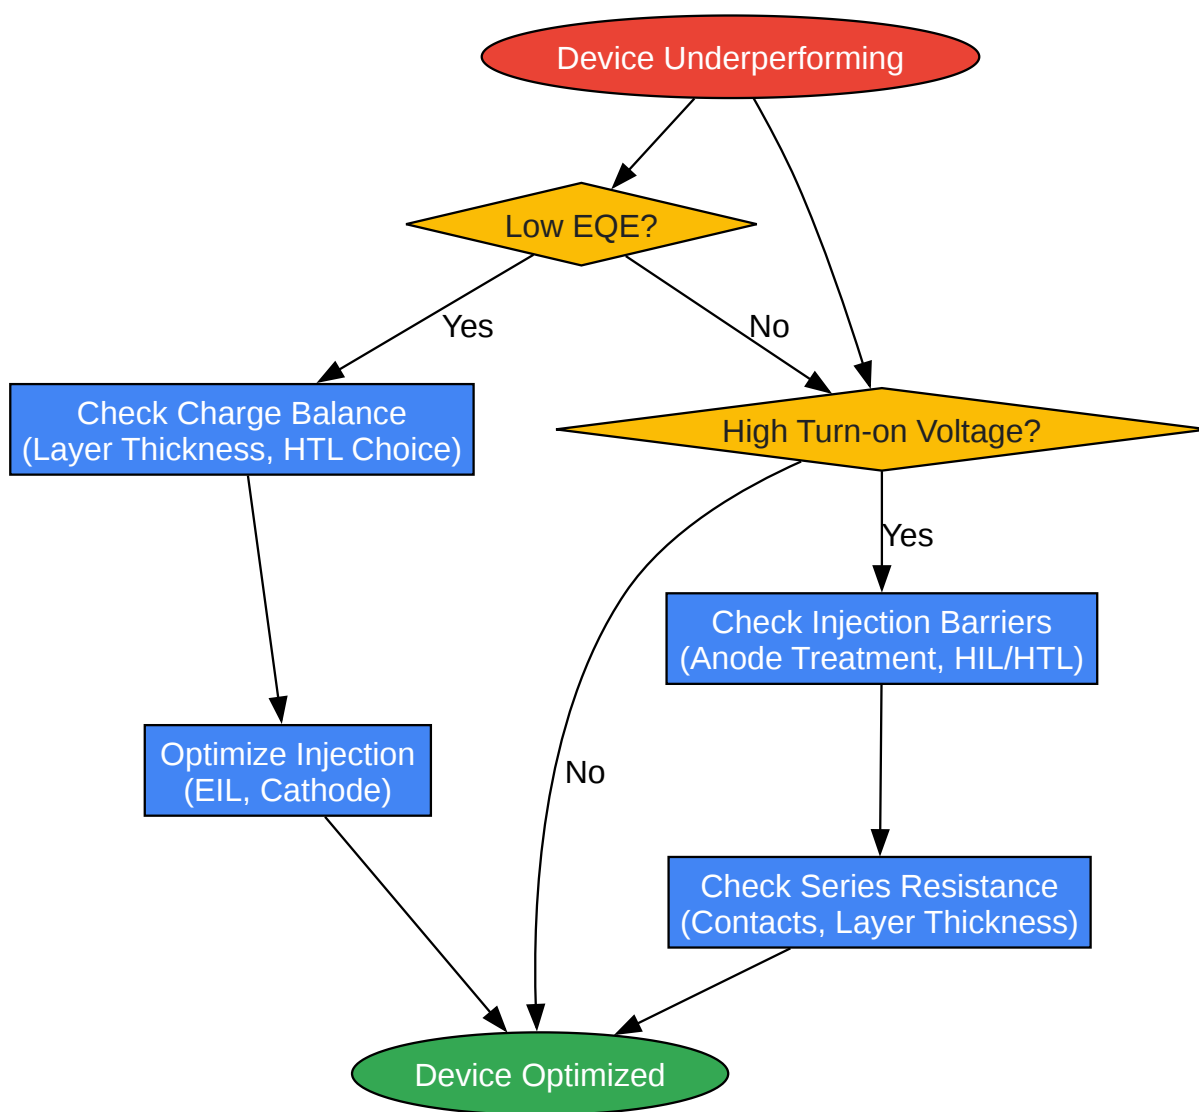 Device Underperforming
Low EQE?
Yes
No
Check Charge Balance
(Layer Thickness, HTL Choice)
High Turn-on Voltage?
Yes
Check Injection Barriers
(Anode Treatment, HIL/HTL)
Optimize Injection
(EIL, Cathode)
No
Check Series Resistance
(Contacts, Layer Thickness)
Device Optimized